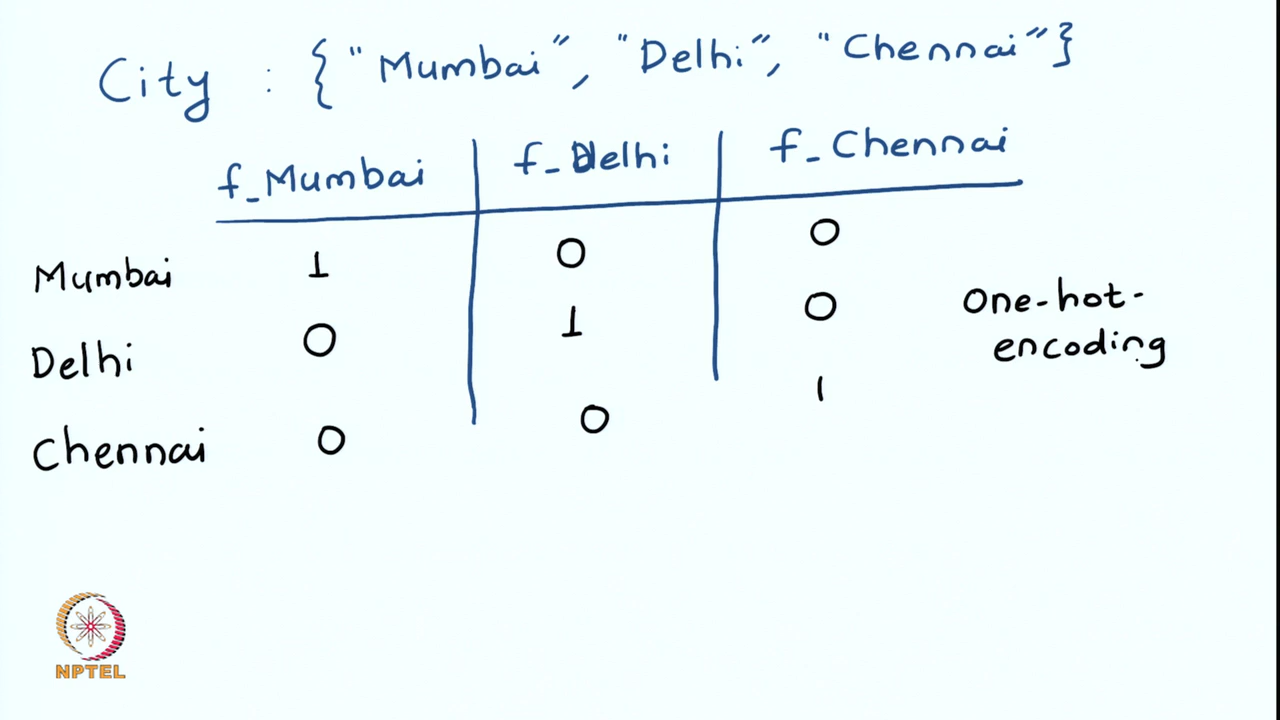 City : {"Mumbai", "Delhi", "Chennai"}
f_Mumbai f_Delhi f_Chennai
Mumbai 1 0 0
Delhi 0 1 0
Chennai 0 0 1
One-hot-
encoding
NPTEL